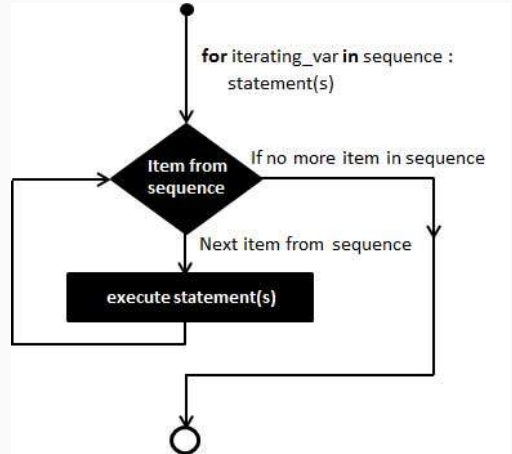 for iterating_var in sequence :
statement(s)
Item from
sequence
If no more item in sequence
Next item from sequence
execute statement(s)